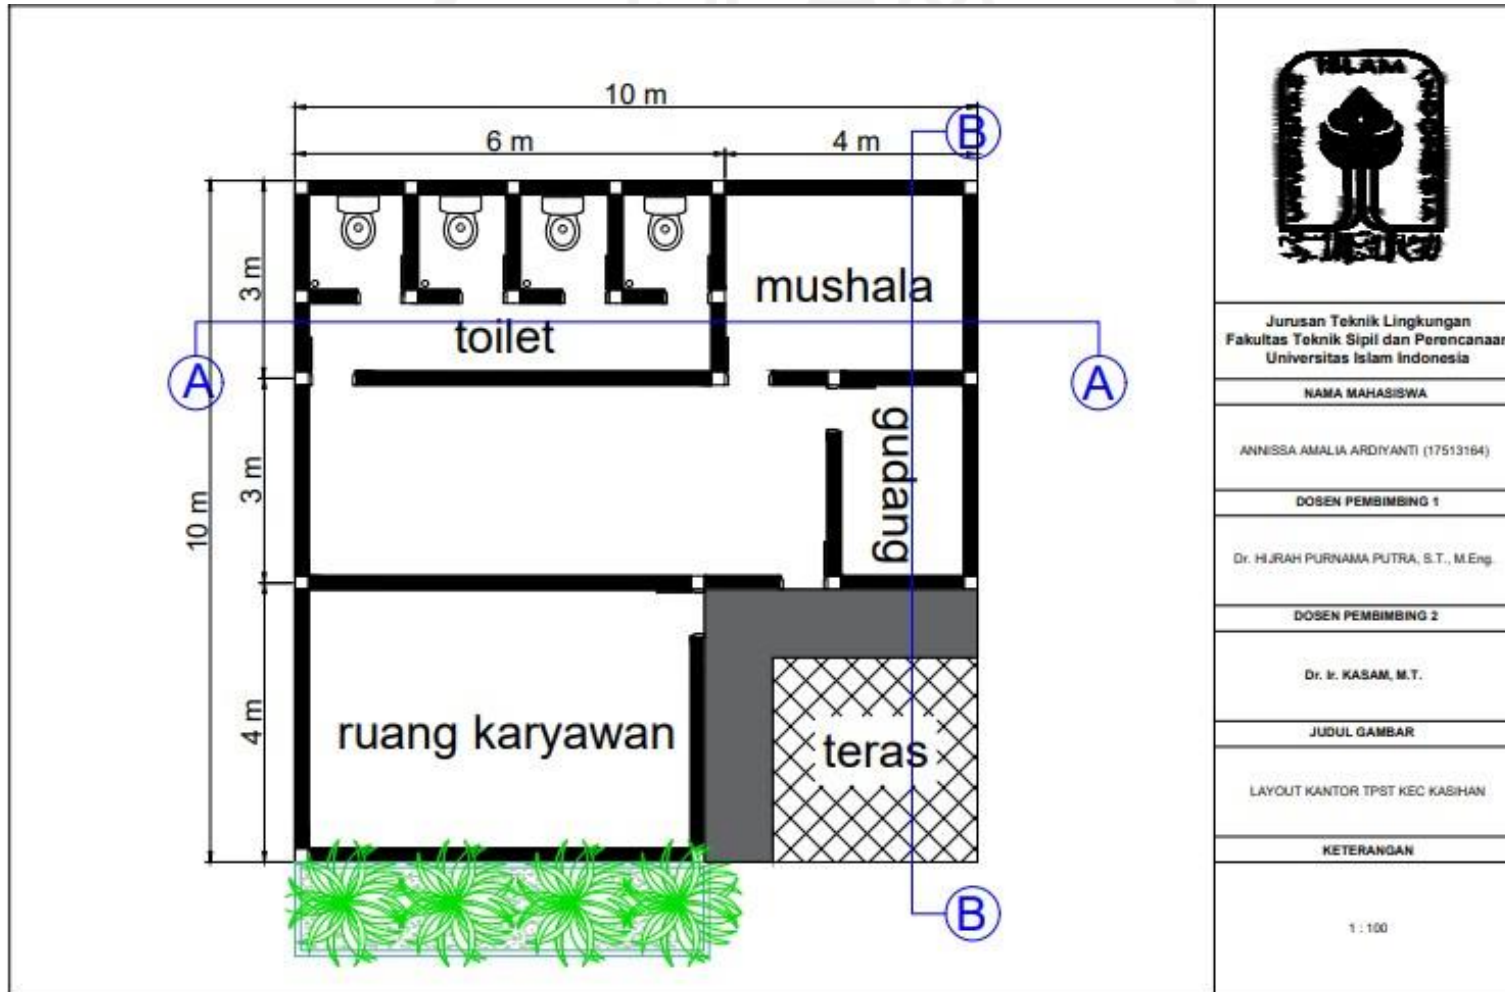 10 m
6 m
4 m
B
3 m
mushala
toilet
A
A
gudang
3 m
10 m
4 m
ruang karyawan
teras
B
ISLAM
Jurusan Teknik Lingkungan
Fakultas Teknik Sipil dan Perencanaan
Universitas Islam Indonesia
NAMA MAHASISWA
ANNISSA AMALIA ARDIYANTI (17513164)
DOSEN PEMBIMBING 1
Dr. HIJRAH PURNAMA PUTRA, S.T., M.Eng.
DOSEN PEMBIMBING 2
Dr. Ir. KASAM, M.T.
JUDUL GAMBAR
LAYOUT KANTOR TPST KEC KASIHAN
KETERANGAN
1 : 100